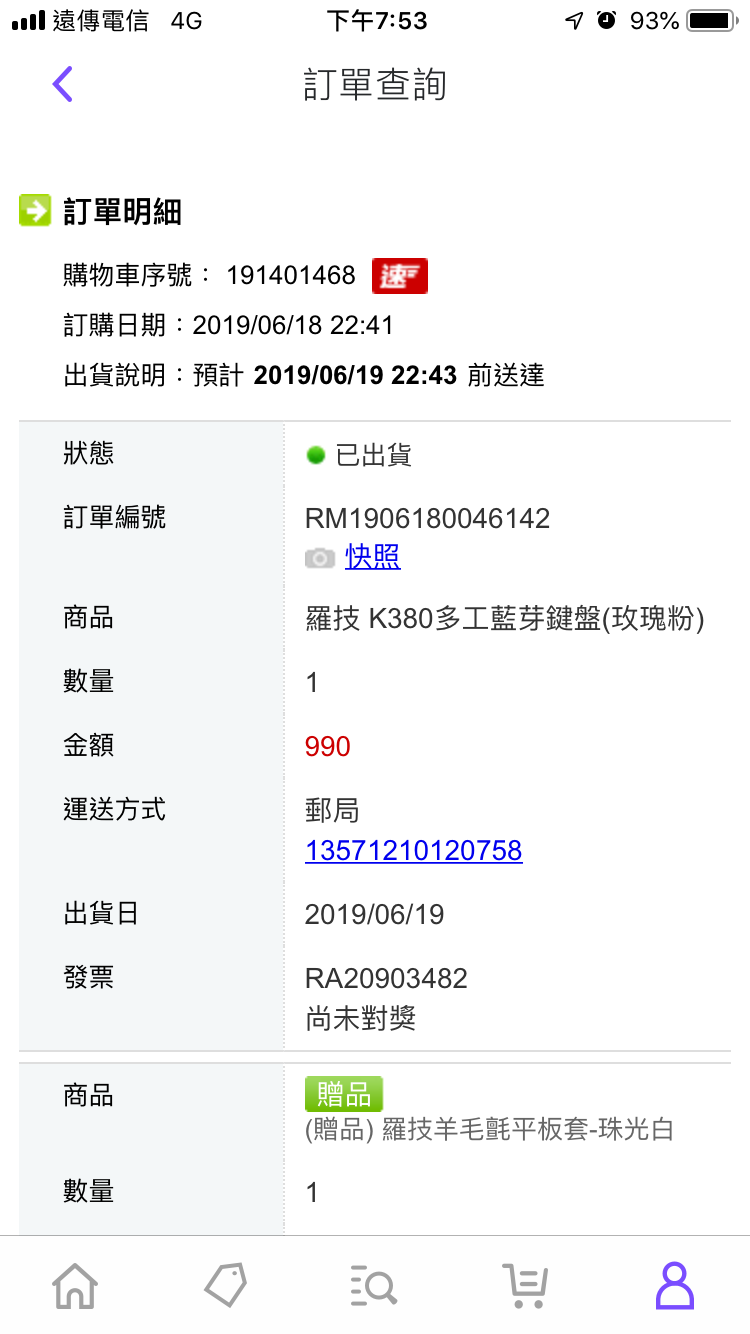 遠傳電信 4G 下午7:53 93%
訂單查詢
訂單明細
購物車序號： 191401468 速
訂購日期：2019/06/18 22:41
出貨說明：預計 2019/06/19 22:43 前送達
狀態 已出貨
訂單編號 RM1906180046142
快照
商品 羅技 K380多工藍芽鍵盤(玫瑰粉)
數量 1
金額 990
運送方式 郵局
13571210120758
出貨日 2019/06/19
發票 RA20903482
尚未對獎
商品 贈品
(贈品) 羅技羊毛氈平板套-珠光白
數量 1